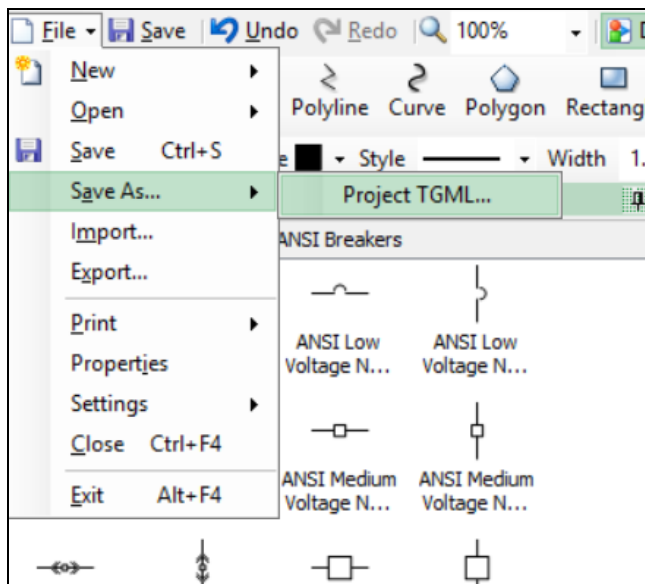 File Save Undo Redo 100%
New
Open
Save Ctrl+S
Save As...
Import...
Export...
Print
Properties
Settings
Close Ctrl+F4
Exit Alt+F4
Project TGML...
Polyline Curve Polygon Rectang
Style Width 1.
ANSI Breakers
ANSI Low
Voltage N...
ANSI Low
Voltage N...
ANSI Medium
Voltage N...
ANSI Medium
Voltage N...